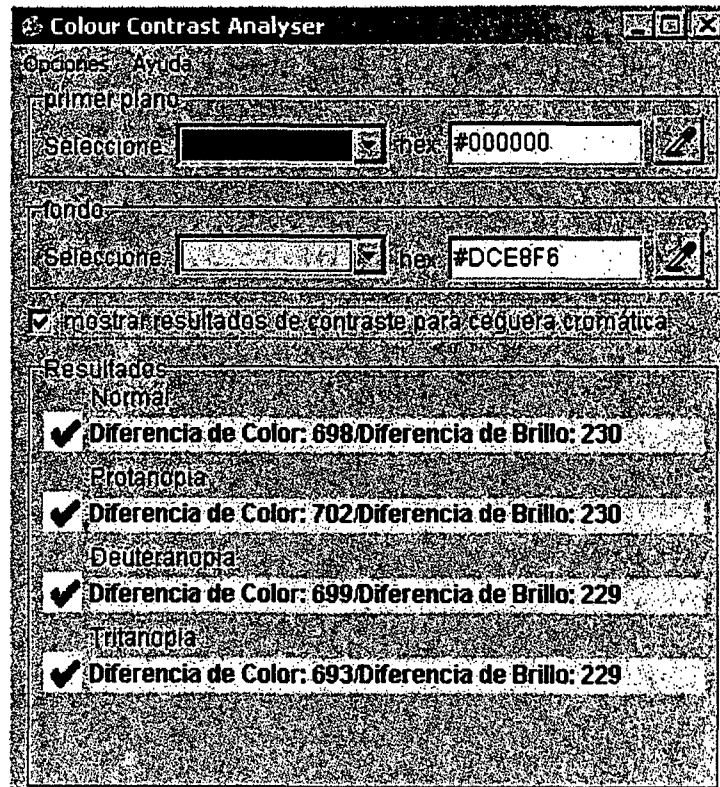 Colour Contrast Analyser
Opciones Ayuda
primer plano
Seleccione hex #000000
fondo
Seleccione hex #DCE8F6
mostrar resultados de contraste para ceguera cromática
Resultados
Normal
Diferencia de Color: 698/Diferencia de Brillo: 230
Protanopia
Diferencia de Color: 702/Diferencia de Brillo: 230
Deuteranopia
Diferencia de Color: 699/Diferencia de Brillo: 229
Tritanopia
Diferencia de Color: 693/Diferencia de Brillo: 229